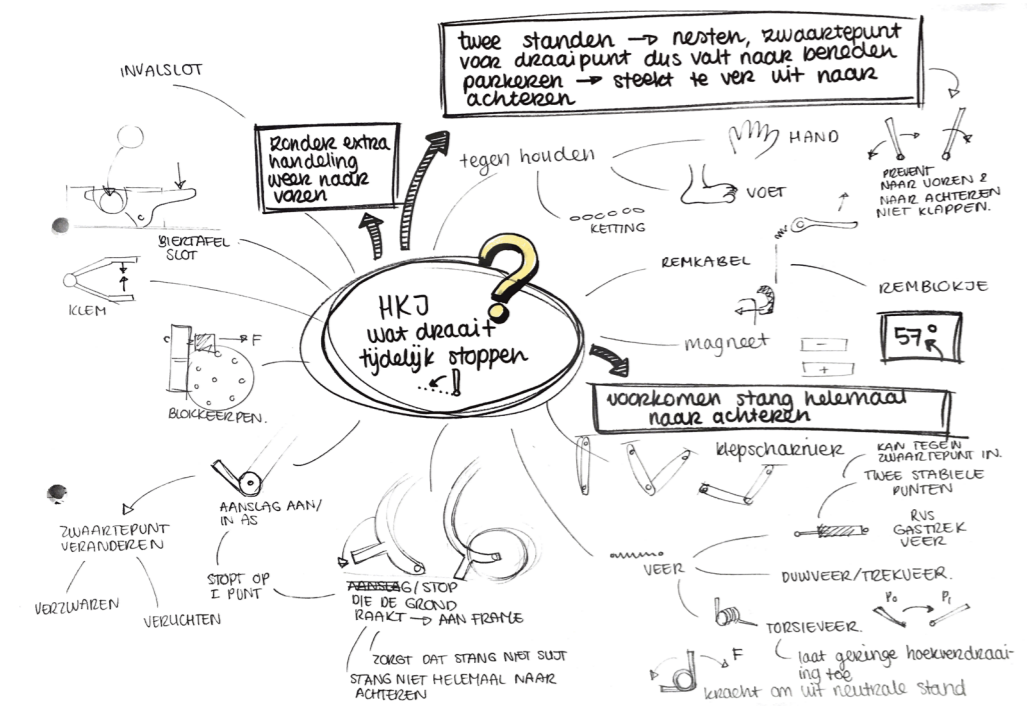 twee standen → nesten, zwaartepunt
voor draaipunt dus valt naar beneden
parkeren → steekt te ver uit naar
achteren
INVALSLOT
zonder extra
handeling
weer naar
voren
tegen houden
HAND
VOET
KETTING
PREVENT
NAAR VOREN &
NAAR ACHTEREN
NIET KLAPPEN.
BIERTAFEL
SLOT
KLEM
REMKABEL
REMBLOKJE
HKJ
wat draait
tijdelijk stoppen
?
magneet
-
+
57°
F
BLOKKEERPEN.
voorkomen stang helemaal
naar achteren
klepscharnier
KAN TEGEN
ZWAARTEPUNT IN.
TWEE STABIELE
PUNTEN
RVS
GASTREK
VEER
AANSLAG AAN/
IN AS
ZWAARTEPUNT
VERANDEREN
VERZWAREN
VERLICHTEN
STOPT OP
1 PUNT
AANSLAG/STOP
DIE DE GROND
RAAKT → AAN FRAME
ZORGT DAT STANG NIET SLIJT
STANG NIET HELEMAAL NAAR
ACHTEREN
VEER
DUWVEER/TREKVEER.
P0
P1
TORSIEVEER.
laat geringe hoekverdraai-
ing toe
F
kracht om uit neutrale stand